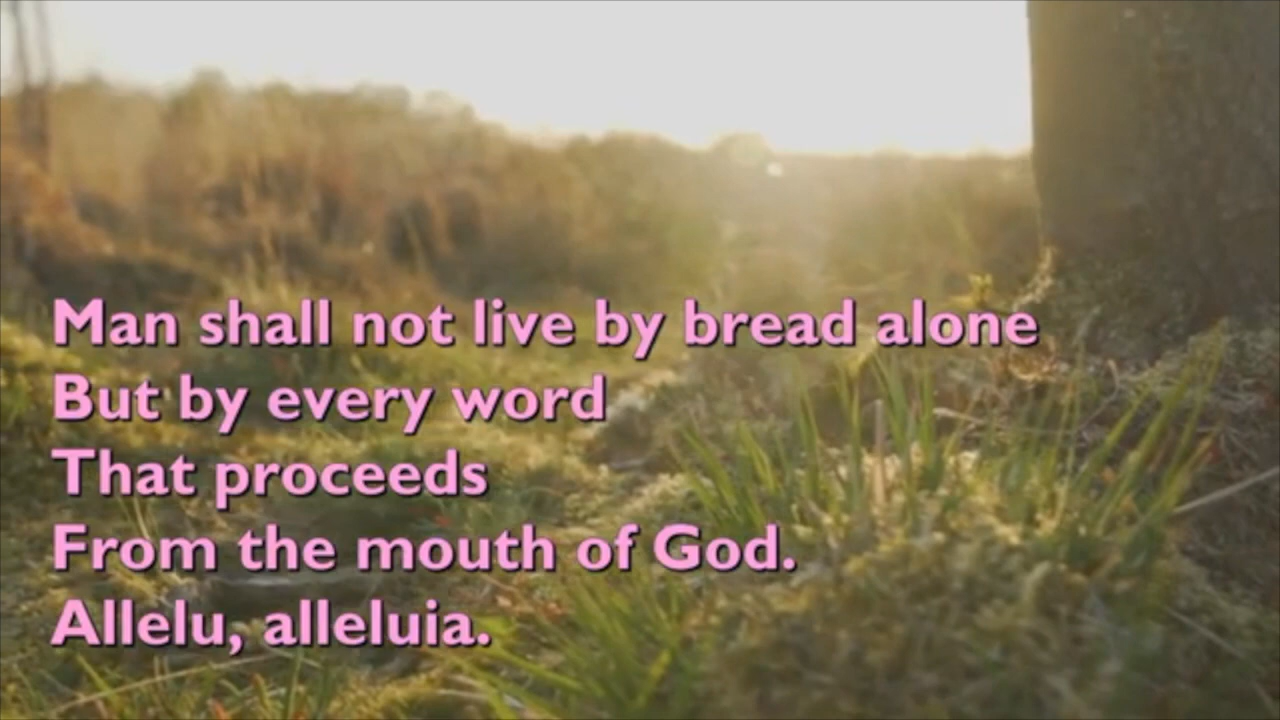 Man shall not live by bread alone
But by every word
That proceeds
From the mouth of God.
Allelu, alleluia.